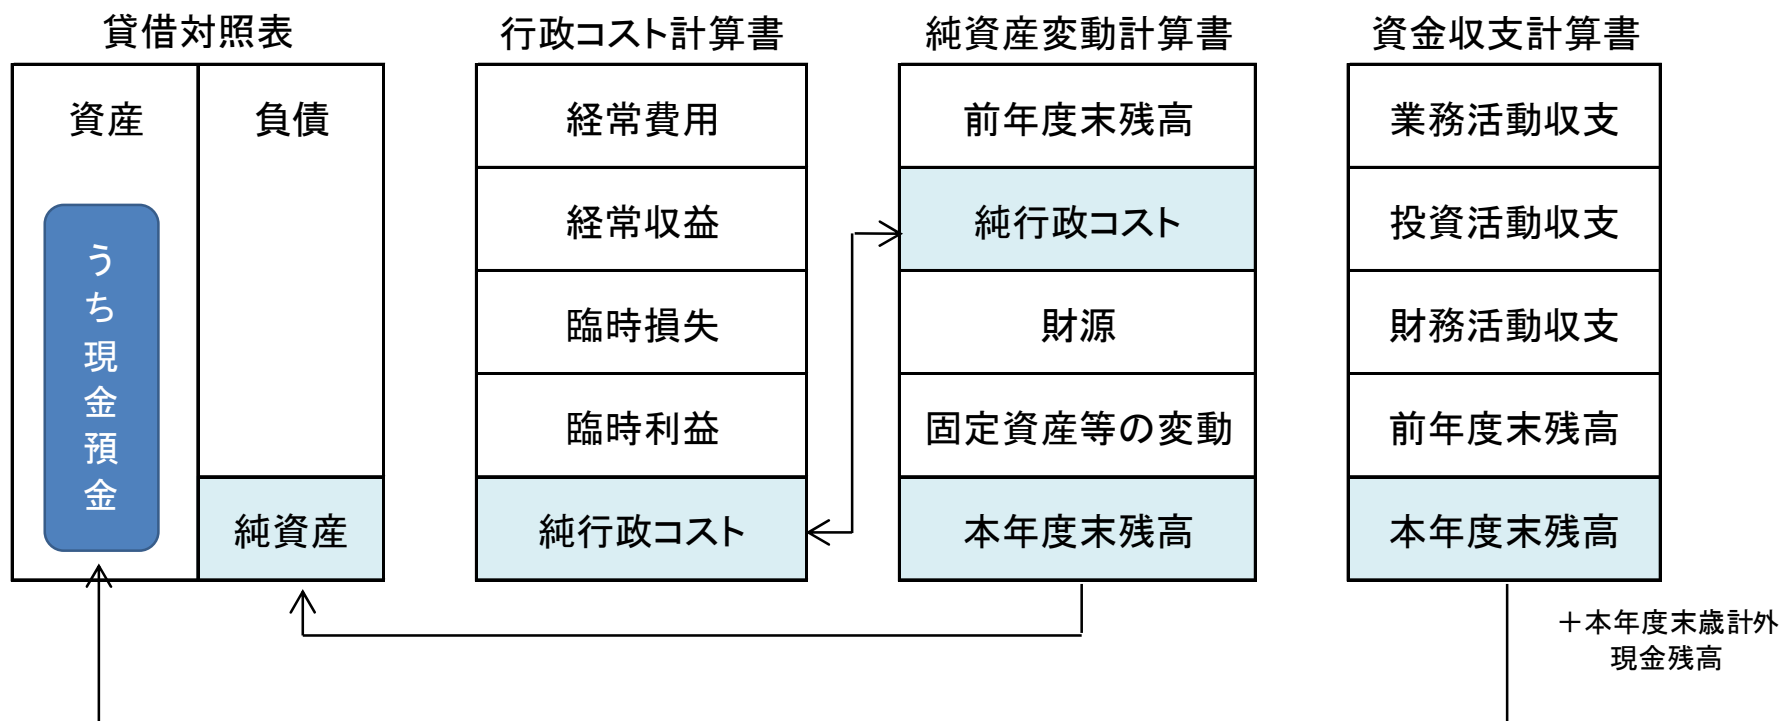 貸借対照表
資産
負債
うち現金預金
純資産
行政コスト計算書
経常費用
経常収益
臨時損失
臨時利益
純行政コスト
純資産変動計算書
前年度末残高
純行政コスト
財源
固定資産等の変動
本年度末残高
資金収支計算書
業務活動収支
投資活動収支
財務活動収支
前年度末残高
本年度末残高
＋本年度末歳計外
現金残高